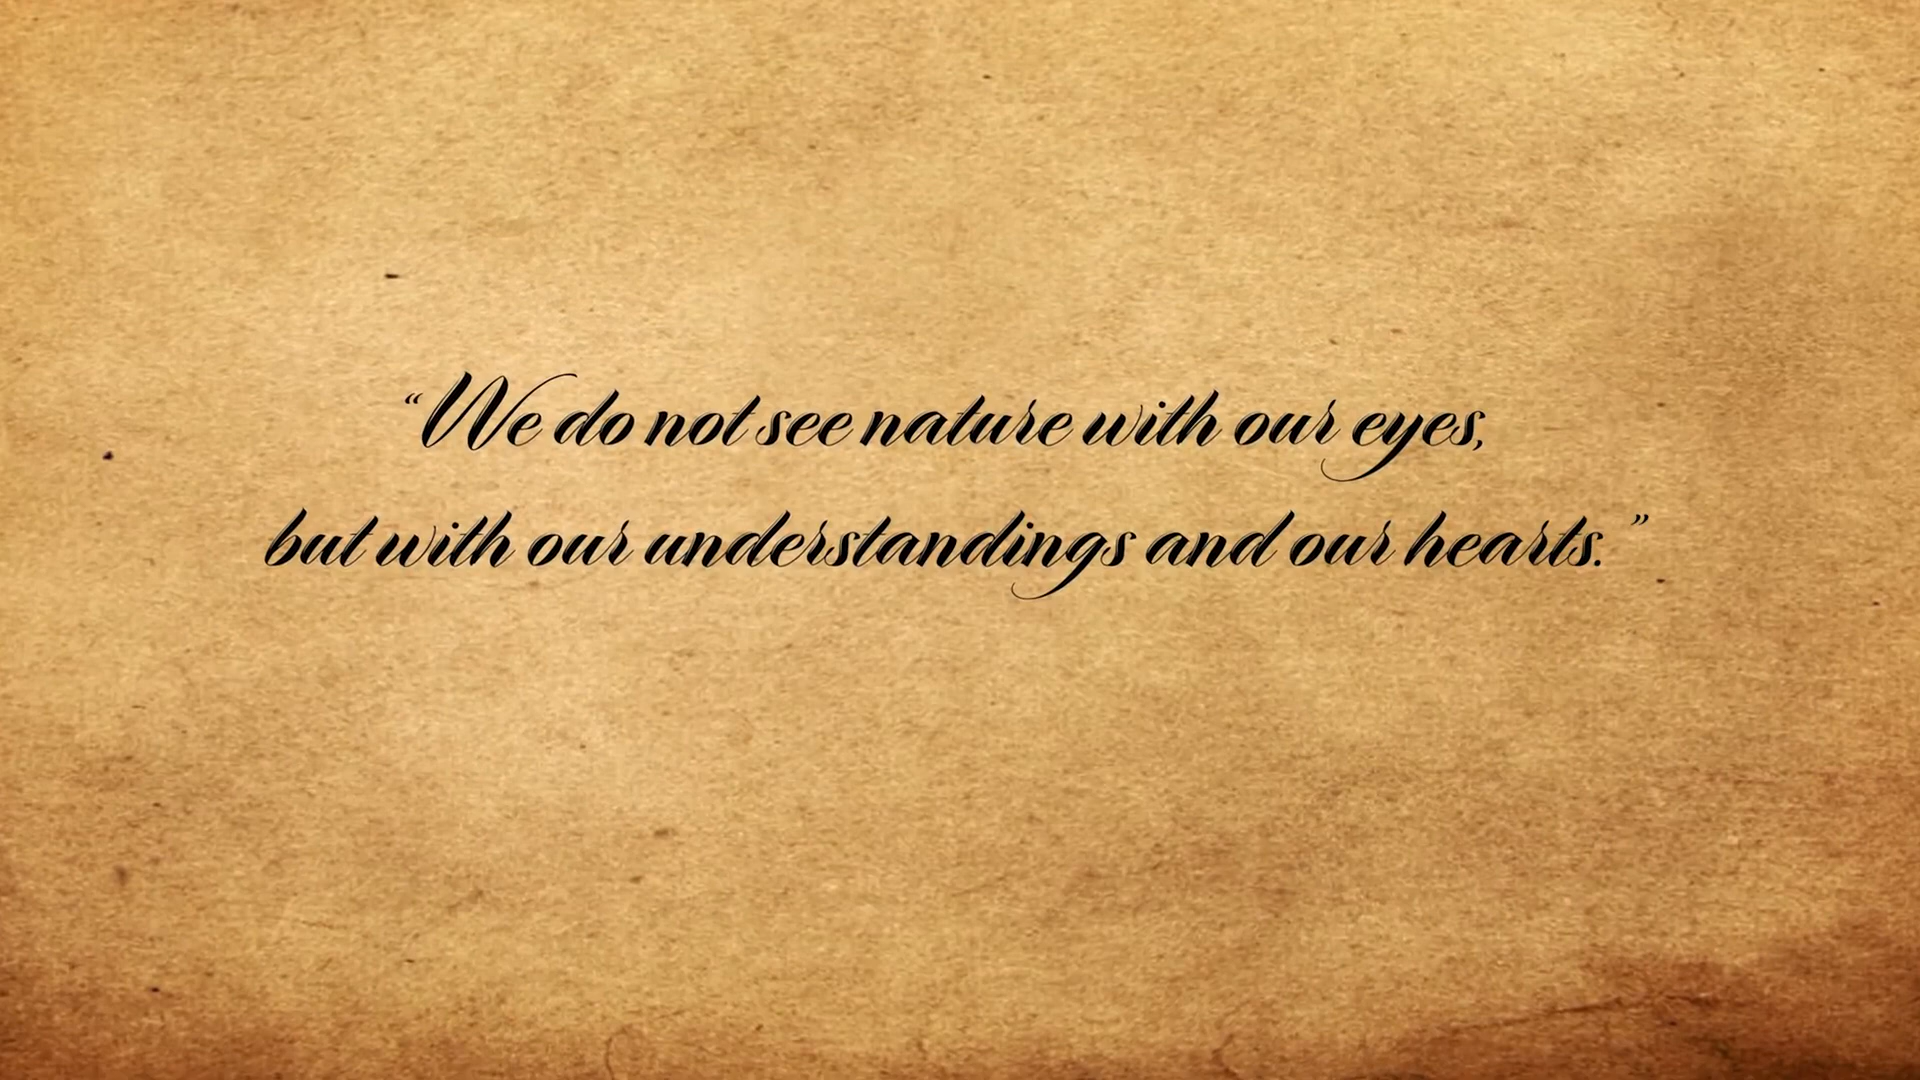 “We do not see nature with our eyes,
but with our understandings and our hearts.”